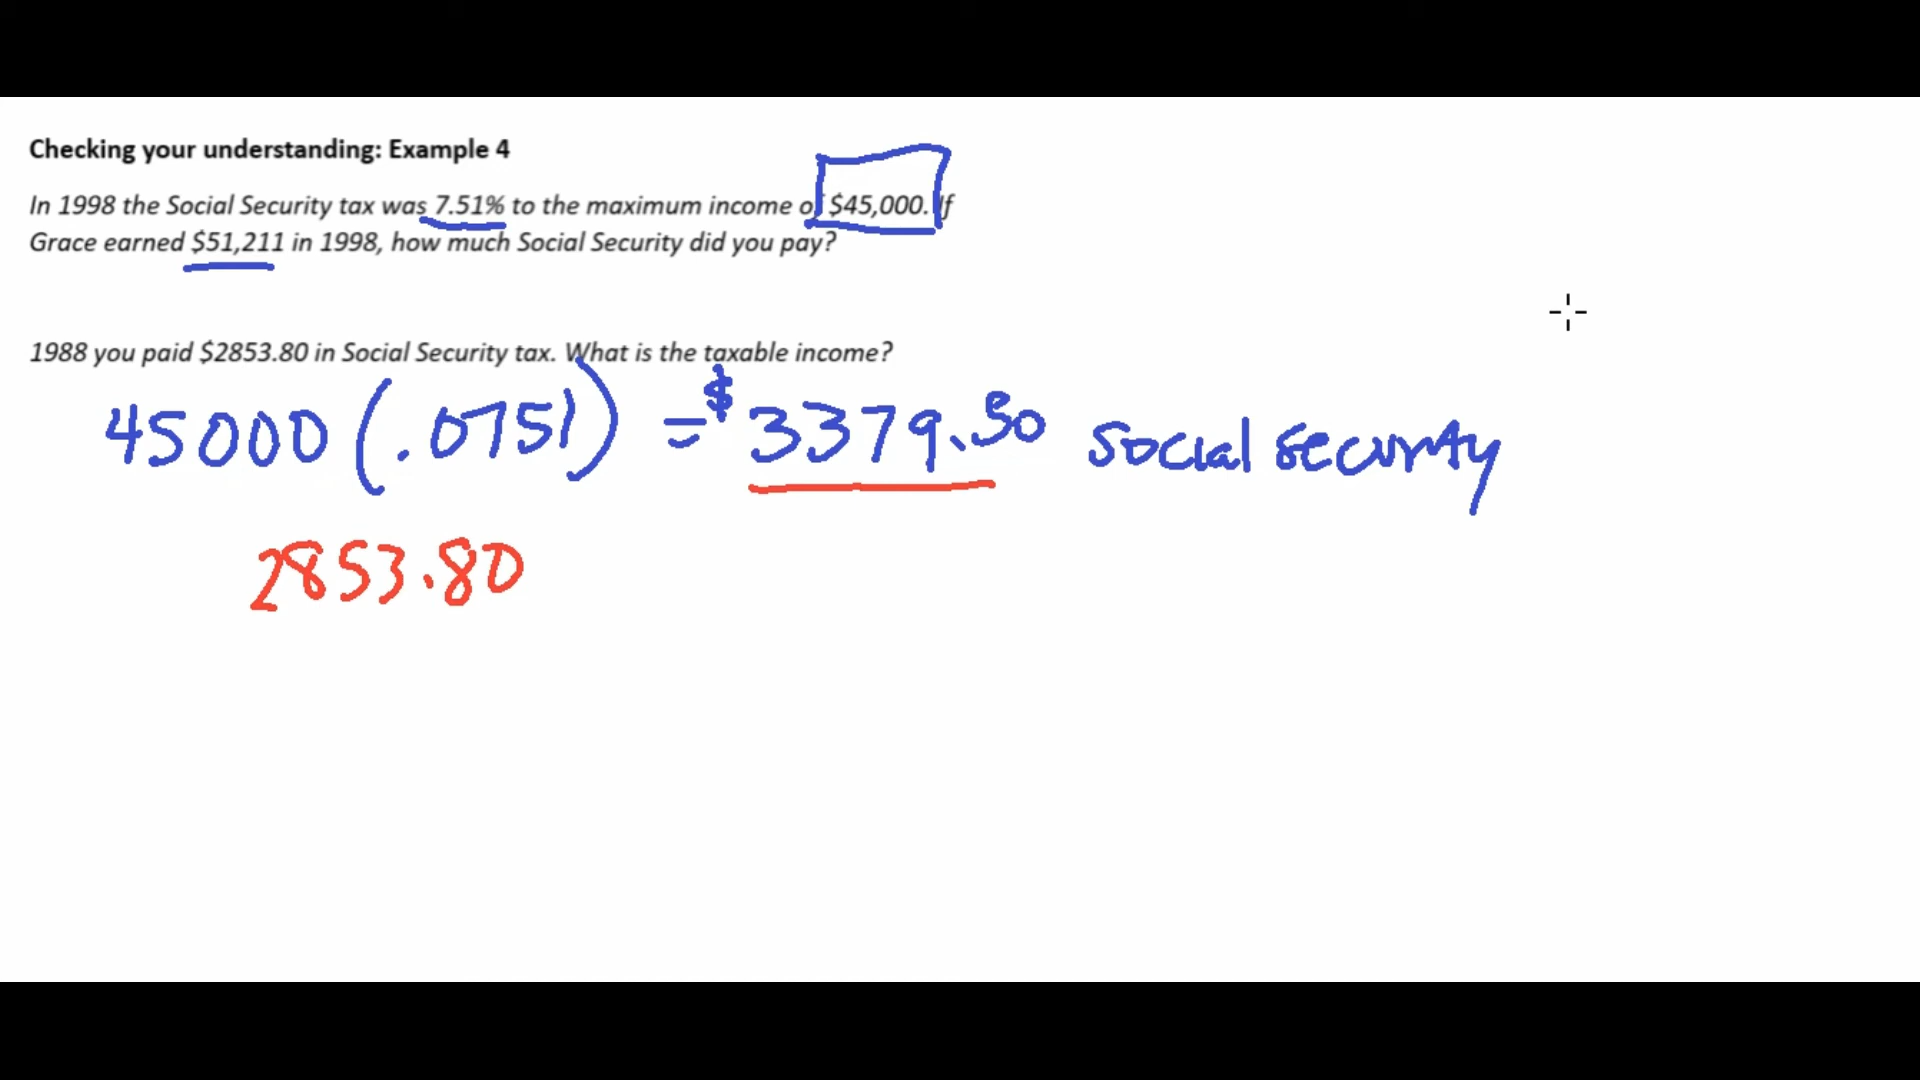 Checking your understanding: Example 4
In 1998 the Social Security tax was 7.51% to the maximum income of $45,000. If
Grace earned $51,211 in 1998, how much Social Security did you pay?
1988 you paid $2853.80 in Social Security tax. What is the taxable income?
45000 (.0751) = $3379.50 social security
2853.80